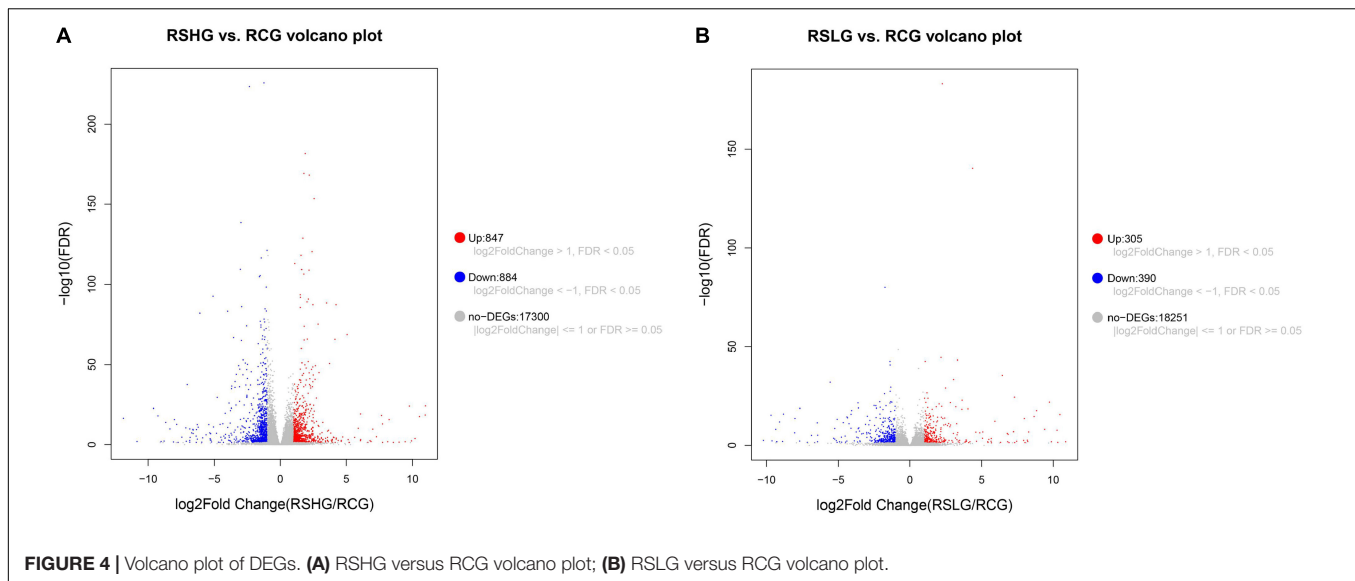 A
RSHG vs. RCG volcano plot
−log10(FDR)
200
150
100
50
0
−10
−5
0
5
10
log2Fold Change(RSHG/RCG)
Up:847
log2FoldChange > 1, FDR < 0.05
Down:884
log2FoldChange < −1, FDR < 0.05
no-DEGs:17300
|log2FoldChange| <= 1 or FDR >= 0.05
B
RSLG vs. RCG volcano plot
−log10(FDR)
150
100
50
0
−10
−5
0
5
10
log2Fold Change(RSLG/RCG)
Up:305
log2FoldChange > 1, FDR < 0.05
Down:390
log2FoldChange < −1, FDR < 0.05
no-DEGs:18251
|log2FoldChange| <= 1 or FDR >= 0.05
FIGURE 4 | Volcano plot of DEGs. (A) RSHG versus RCG volcano plot; (B) RSLG versus RCG volcano plot.